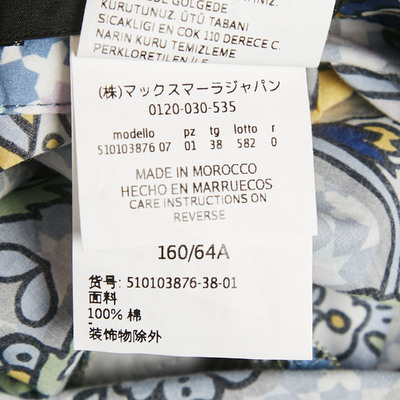 GÖLGEDE
KURUTUNUZ. ÜTÜ TABANI
SICAKLIGI EN COK 110 DERECE C.
NARIN KURU TEMIZLEME
PERKLORETILEN ILE
(株)マックスマーラジャパン
0120-030-535
modello pz tg lotto r
510103876 07 01 38 582 0
MADE IN MOROCCO
HECHO EN MARRUECOS
CARE INSTRUCTIONS ON
REVERSE
160/64A
货号: 510103876-38-01
面料
100% 棉
装饰物除外